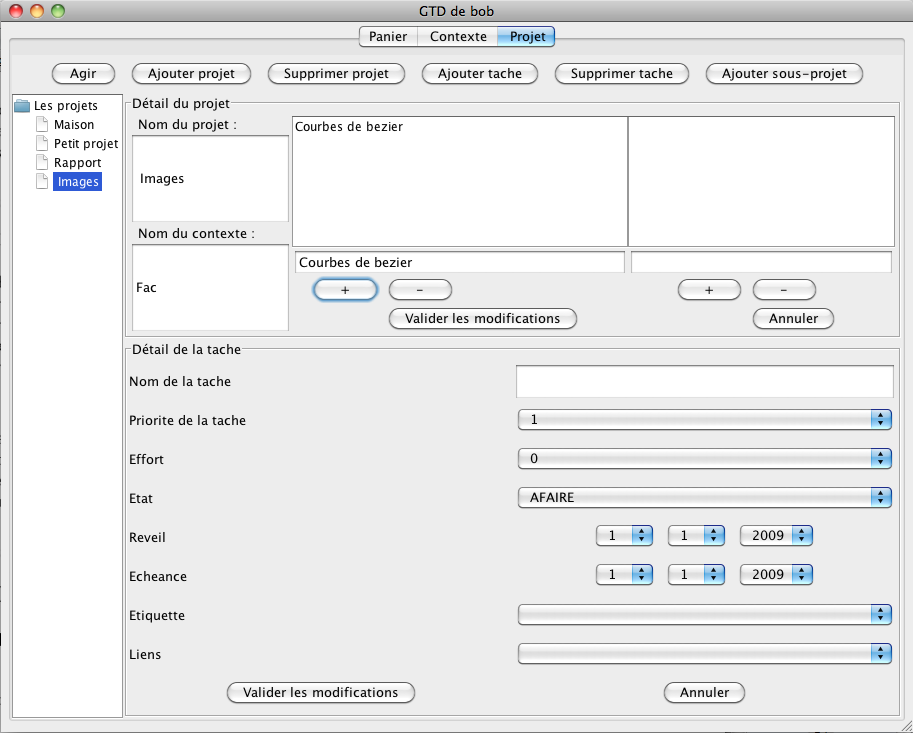 GTD de bob
Panier Contexte Projet
Agir Ajouter projet Supprimer projet Ajouter tache Supprimer tache Ajouter sous-projet
Les projets
Maison
Petit projet
Rapport
Images
Détail du projet
Nom du projet :
Images
Nom du contexte :
Fac
Courbes de bezier
Courbes de bezier
+ - + -
Valider les modifications Annuler
Détail de la tache
Nom de la tache
Priorite de la tache 1
Effort 0
Etat AFAIRE
Reveil 1 1 2009
Echeance 1 1 2009
Etiquette
Liens
Valider les modifications Annuler